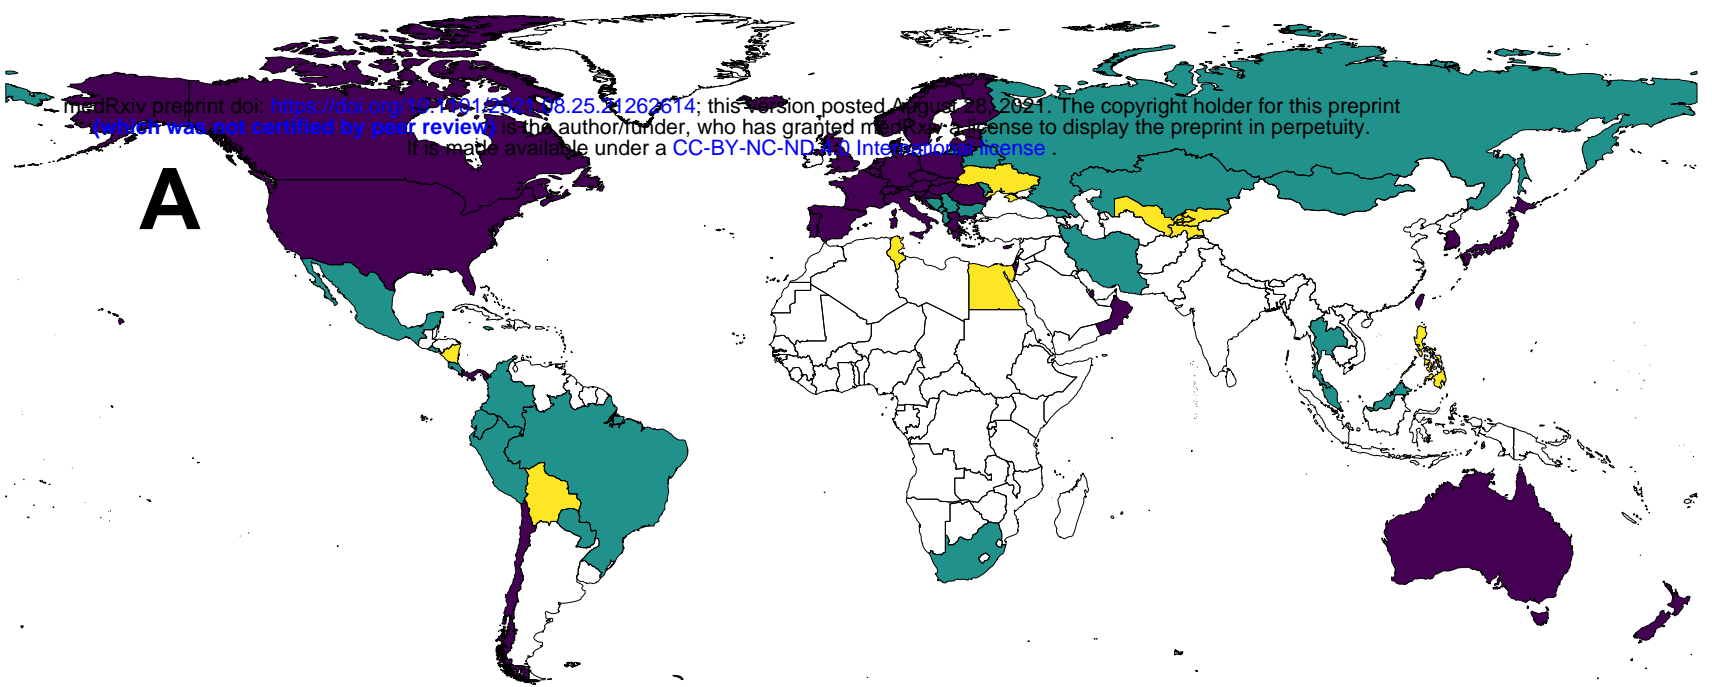 medRxiv preprint doi: https://doi.org/10.1101/2021.08.25.21262614; this version posted August 28, 2021. The copyright holder for this preprint
(which was not certified by peer review) is the author/funder, who has granted medRxiv a license to display the preprint in perpetuity.
It is made available under a CC-BY-NC-ND 4.0 International license .
A